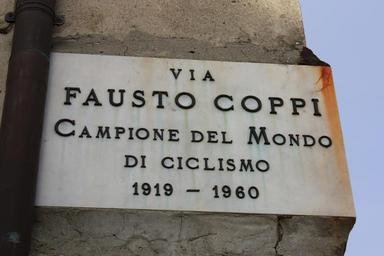 VIA
FAUSTO COPPI
CAMPIONE DEL MONDO
DI CICLISMO
1919 – 1960